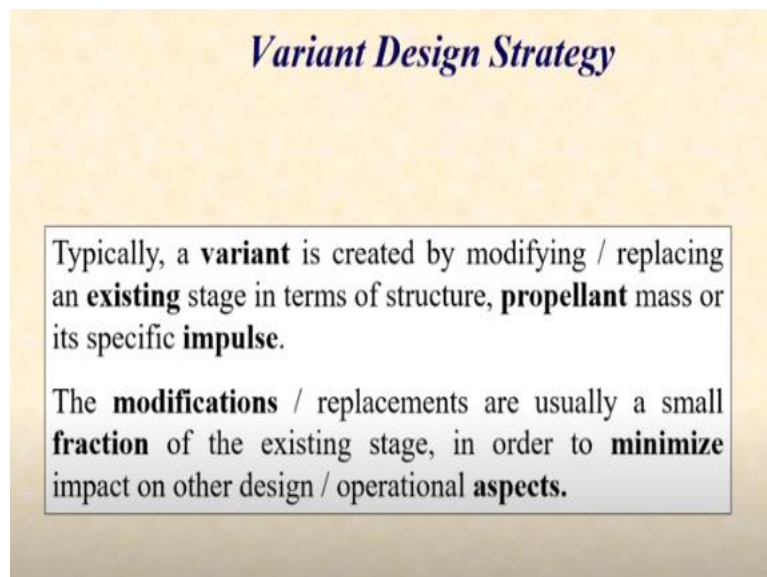 Variant Design Strategy
Typically, a variant is created by modifying / replacing
an existing stage in terms of structure, propellant mass or
its specific impulse.
The modifications / replacements are usually a small
fraction of the existing stage, in order to minimize
impact on other design / operational aspects.